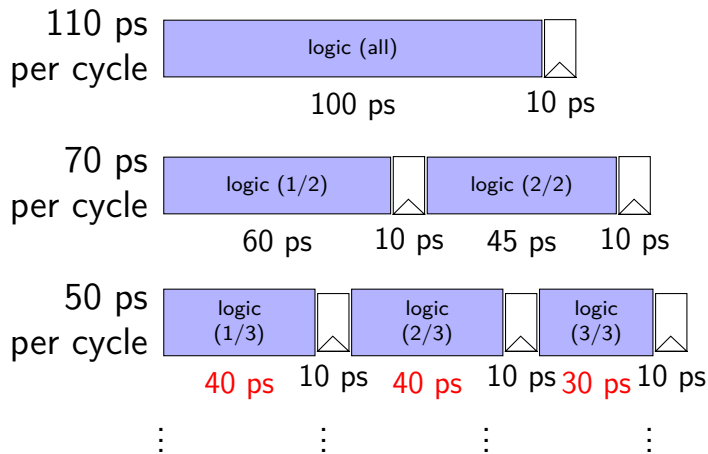 110 ps
per cycle
logic (all)
100 ps
10 ps
70 ps
per cycle
logic (1/2)
logic (2/2)
60 ps
10 ps
45 ps
10 ps
50 ps
per cycle
logic
(1/3)
logic
(2/3)
logic
(3/3)
40 ps
10 ps
40 ps
10 ps
30 ps
10 ps